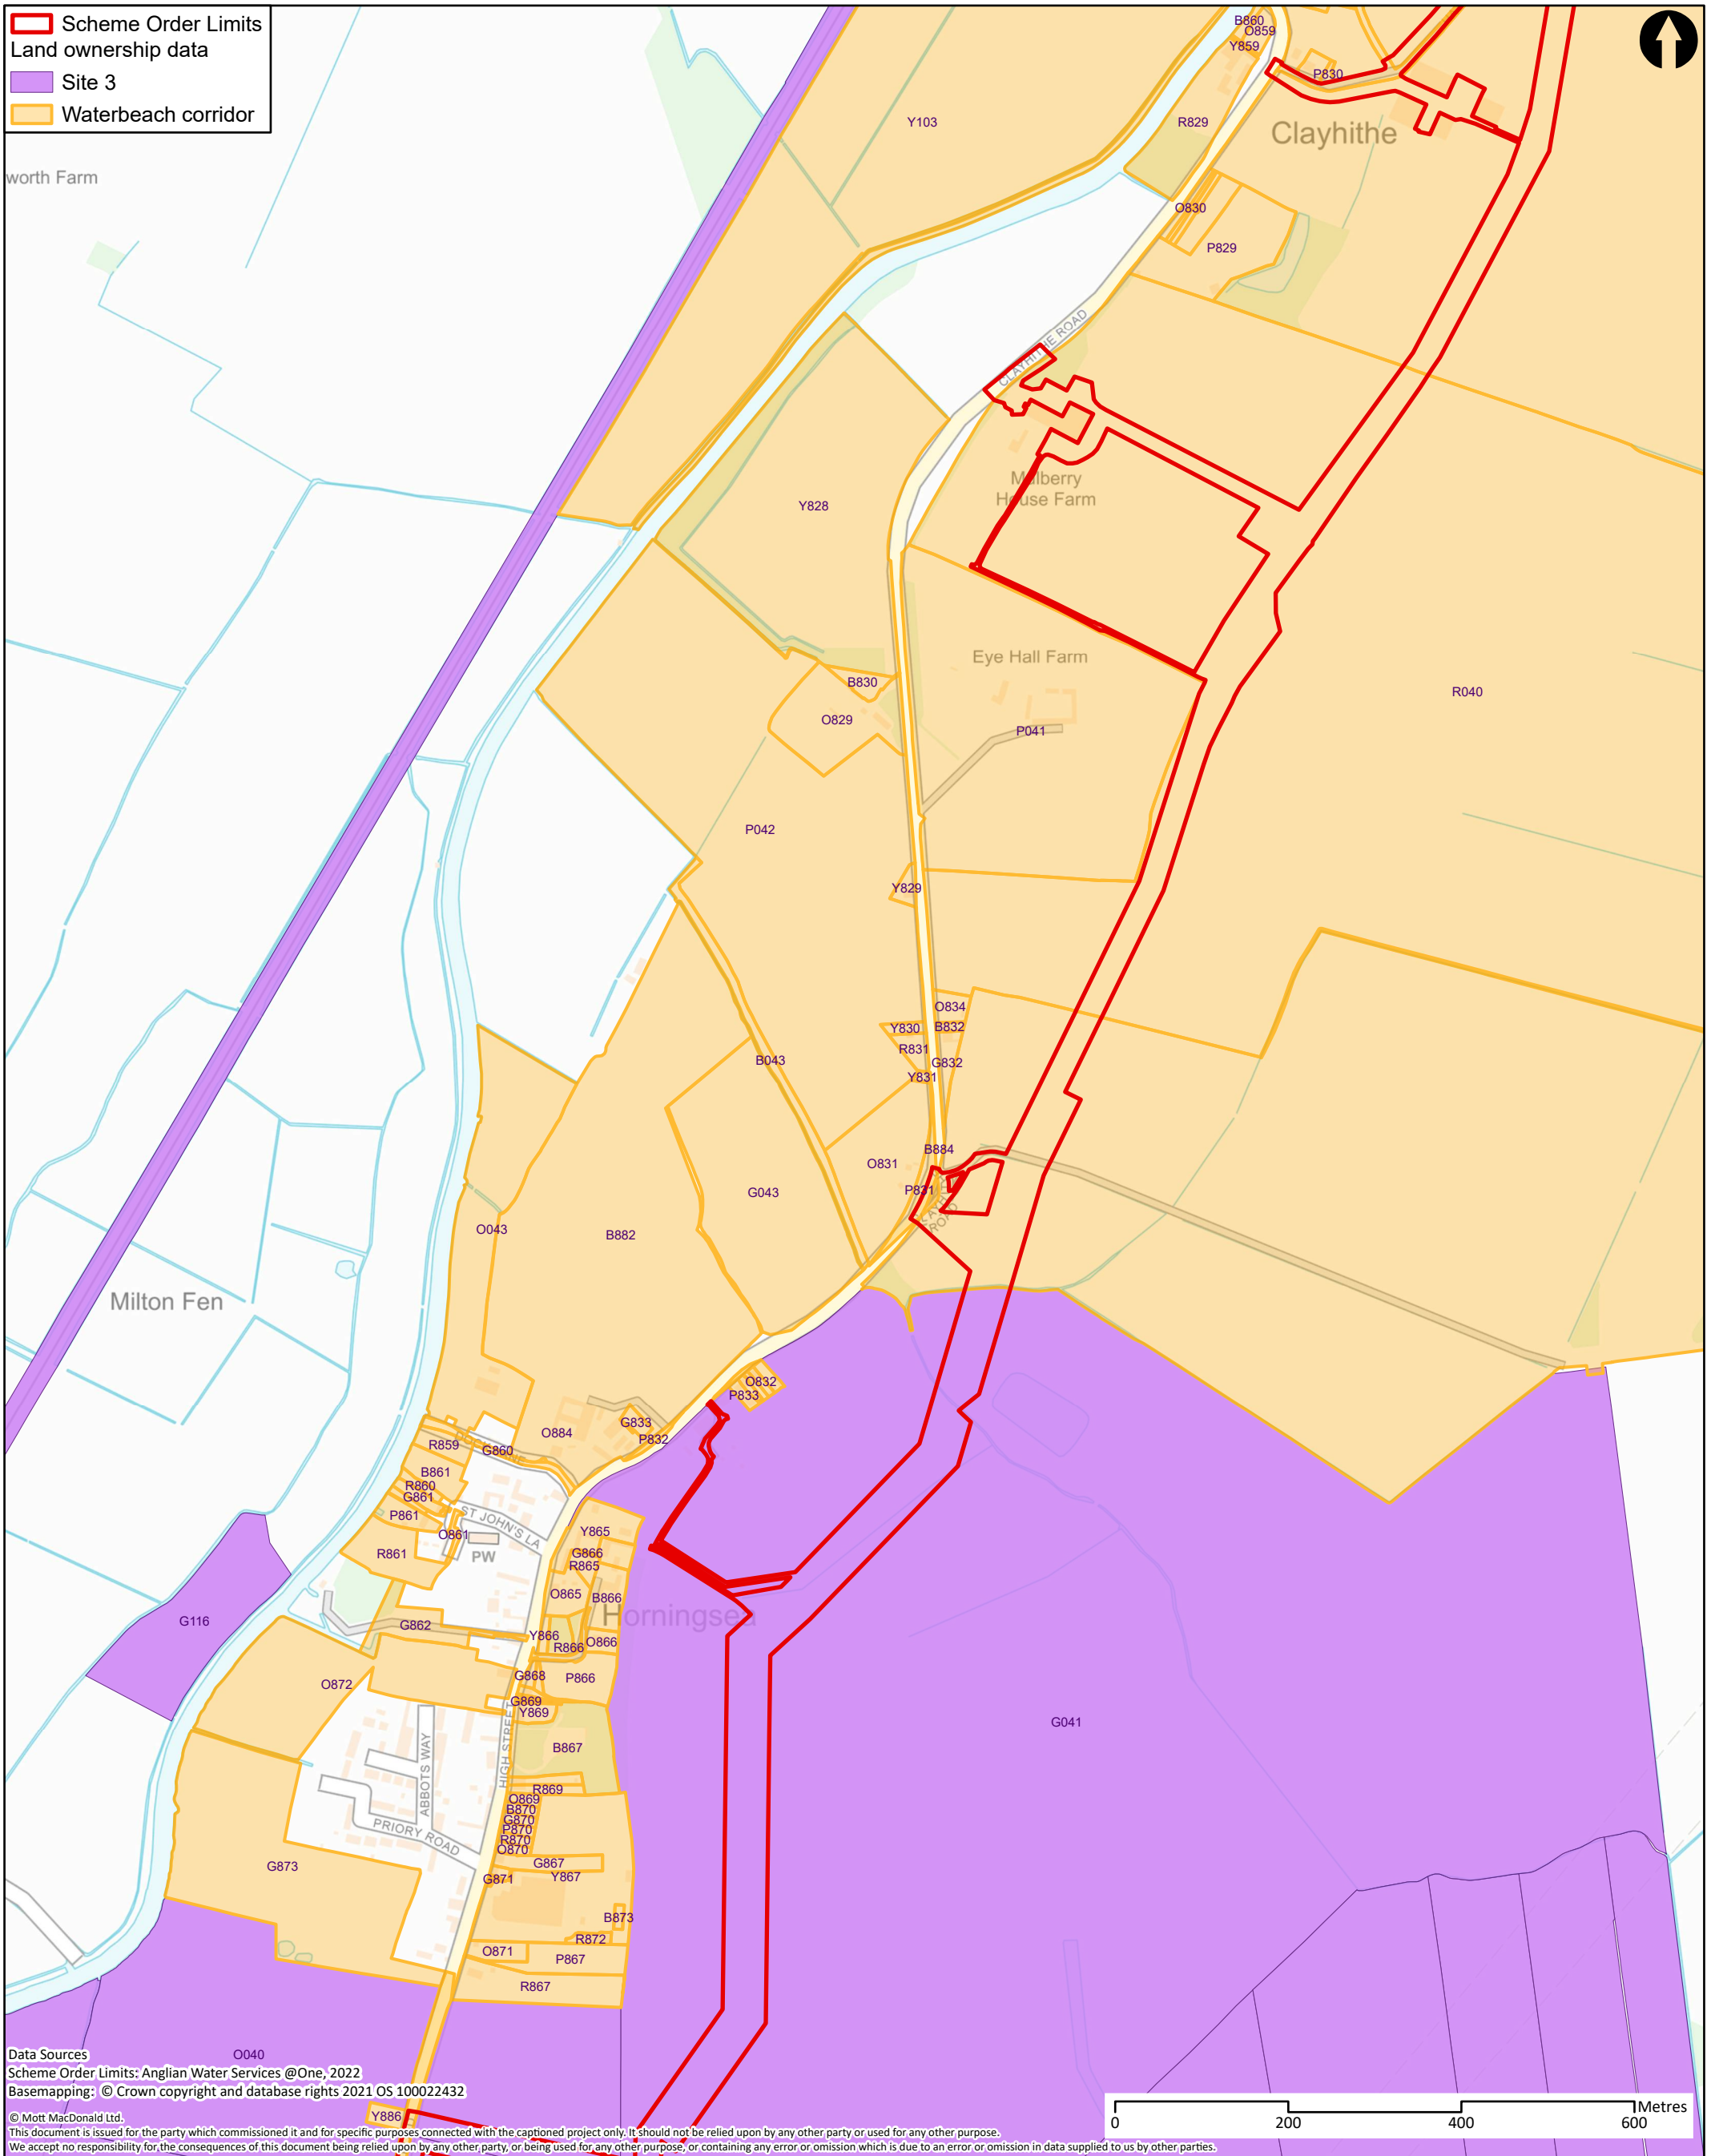 Scheme Order Limits
Land ownership data
Site 3
Waterbeach corridor
B860
O859
Y859
P830
Y103
R829
Clayhithe
worth Farm
O830
P829
CLAYHITHE ROAD
Mulberry
House Farm
Y828
Eye Hall Farm
B830
R040
O829
P041
P042
Y829
O834
Y830
B832
R831
B043
G832
Y831
B884
O831
P831
G043
CLAYHITHE
ROAD
O043
B882
Milton Fen
O832
P833
G833
O884
P832
R859
DOCK LANE
G860
B861
R860
G861
P861
ST JOHN'S LA
O861
Y865
PW
G866
R861
R865
O865
B866
Horningsea
G116
G862
Y866
R866
O866
G868
P866
O872
G869
Y869
HIGH STREET
G041
B867
ABBOTS WAY
R869
O869
B870
G870
P870
PRIORY ROAD
R870
O870
G873
G867
G871
Y867
B873
R872
O871
P867
R867
O040
Data Sources
Scheme Order Limits: Anglian Water Services @One, 2022
Basemapping: © Crown copyright and database rights 2021 OS 100022432
Y886
© Mott MacDonald Ltd.
This document is issued for the party which commissioned it and for specific purposes connected with the captioned project only. It should not be relied upon by any other party or used for any other purpose.
We accept no responsibility for the consequences of this document being relied upon by any other party, or being used for any other purpose, or containing any error or omission which is due to an error or omission in data supplied to us by other parties.
Metres
0 200 400 600